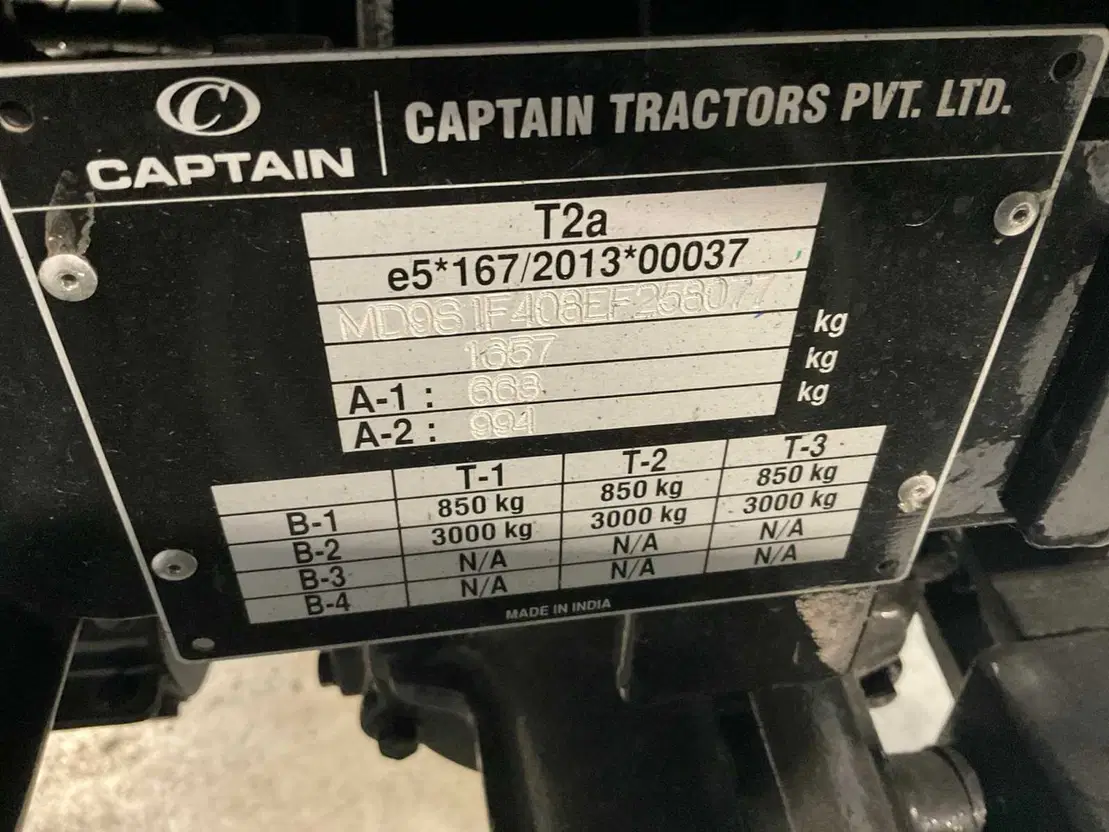 C
CAPTAIN
CAPTAIN TRACTORS PVT. LTD.
T2a
e5*167/2013*00037
MD9S1F408EF258077
1657 kg
A-1 : 663 kg
A-2 : 994 kg
T-1 T-2 T-3
B-1 850 kg 850 kg 850 kg
B-2 3000 kg 3000 kg 3000 kg
B-3 N/A N/A N/A
B-4 N/A N/A N/A
MADE IN INDIA